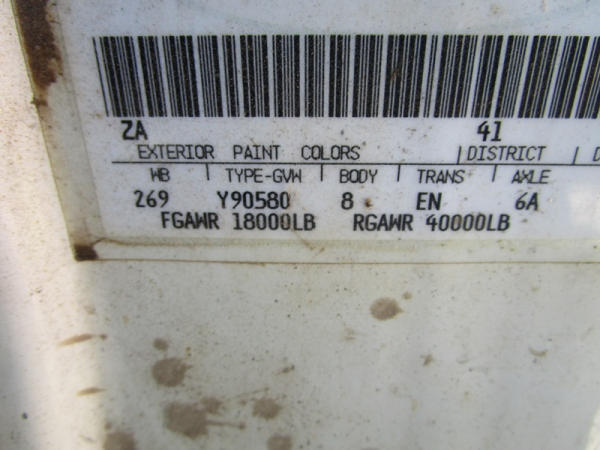 ZA 41
EXTERIOR PAINT COLORS | DISTRICT
WB | TYPE-GVW | BODY | TRANS | AXLE
269 Y90580 8 EN 6A
FGAWR 18000LB RGAWR 40000LB